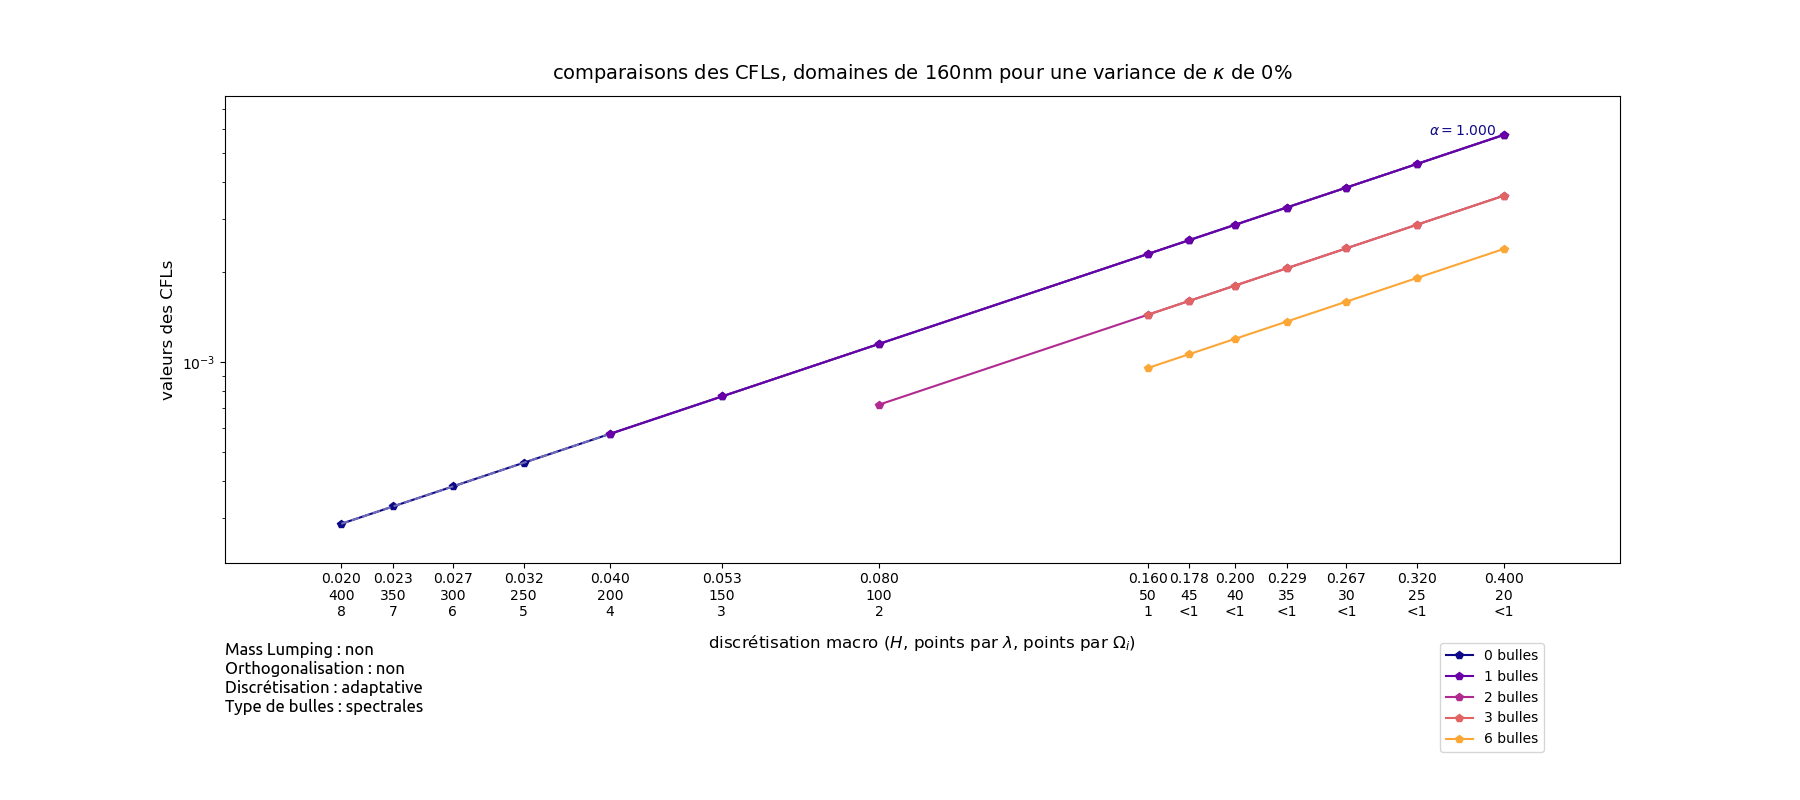 comparaisons des CFLs, domaines de 160nm pour une variance de κ de 0%
α = 1.000
valeurs des CFLs
10⁻³
0.020 0.023 0.027 0.032 0.040 0.053 0.080 0.160 0.178 0.200 0.229 0.267 0.320 0.400
400 350 300 250 200 150 100 50 45 40 35 30 25 20
8 7 6 5 4 3 2 1 <1 <1 <1 <1 <1 <1
discrétisation macro (H, points par λ, points par Ωᵢ)
Mass Lumping : non
Orthogonalisation : non
Discrétisation : adaptative
Type de bulles : spectrales
0 bulles
1 bulles
2 bulles
3 bulles
6 bulles